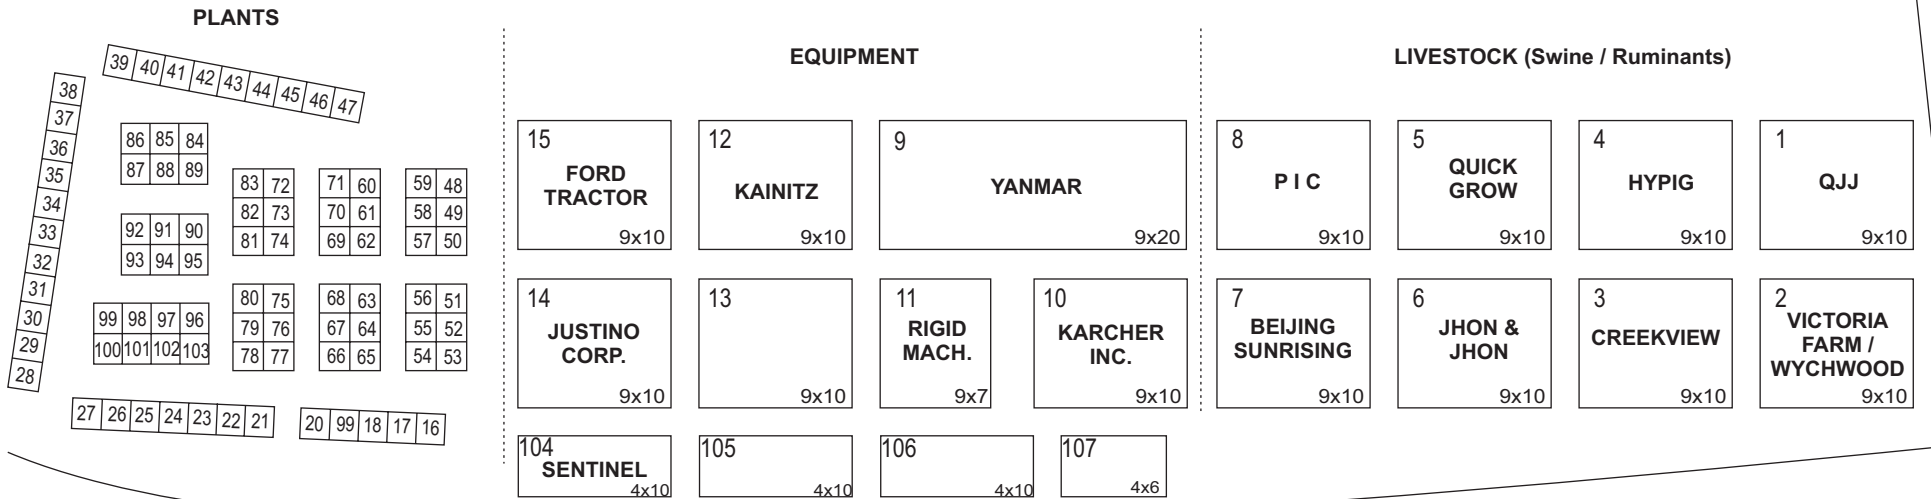 PLANTS
EQUIPMENT
LIVESTOCK (Swine / Ruminants)
39 40 41 42 43 44 45 46 47
38
37
36
35
34
33
32
31
30
29
28
86 85 84
87 88 89
92 91 90
93 94 95
99 98 97 96
100 101 102 103
83 72
82 73
81 74
80 75
79 76
78 77
71 60
70 61
69 62
68 63
67 64
66 65
59 48
58 49
57 50
56 51
55 52
54 53
27 26 25 24 23 22 21
20 99 18 17 16
15
FORD
TRACTOR
9x10
12
KAINITZ
9x10
9
YANMAR
9x20
14
JUSTINO
CORP.
9x10
13
9x10
11
RIGID
MACH.
9x7
10
KARCHER
INC.
9x10
104
SENTINEL
4x10
105
4x10
106
4x10
107
4x6
8
P I C
9x10
5
QUICK
GROW
9x10
4
HYPIG
9x10
1
QJJ
9x10
7
BEIJING
SUNRISING
9x10
6
JHON &
JHON
9x10
3
CREEKVIEW
9x10
2
VICTORIA
FARM /
WYCHWOOD
9x10